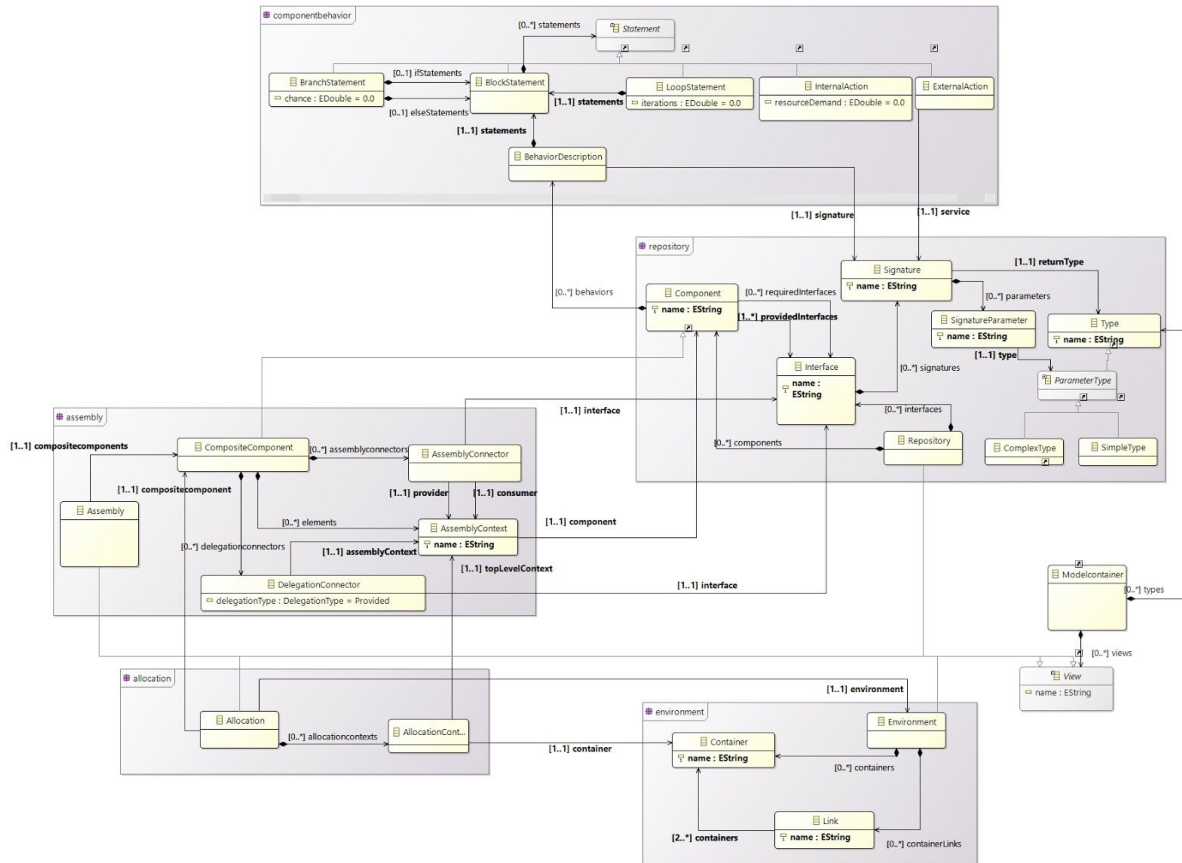 componentbehavior
[0..*] statements
Statement
BranchStatement
chance : EDouble = 0.0
[0..1] ifStatements
[0..1] elseStatements
BlockStatement
[1..1] statements
LoopStatement
iterations : EDouble = 0.0
InternalAction
resourceDemand : EDouble = 0.0
ExternalAction
[1..1] statements
BehaviorDescription
[1..1] signature
[1..1] service
repository
Signature
name : EString
[1..1] returnType
[0..*] behaviors
Component
name : EString
[0..*] requiredInterfaces
[1..*] providedInterfaces
[0..*] parameters
SignatureParameter
name : EString
Type
name : EString
[1..1] type
Interface
name :
EString
[0..*] signatures
ParameterType
[0..*] interfaces
[0..*] components
Repository
ComplexType
SimpleType
assembly
[1..1] interface
[1..1] compositecomponents
CompositeComponent
[0..*] assemblyconnectors
AssemblyConnector
[1..1] compositecomponent
[1..1] provider
[1..1] consumer
Assembly
[0..*] elements
AssemblyContext
name : EString
[1..1] component
[0..*] delegationconnectors
[1..1] assemblyContext
[1..1] topLevelContext
DelegationConnector
delegationType : DelegationType = Provided
[1..1] interface
Modelcontainer
[0..*] types
[0..*] views
View
name : EString
allocation
[1..1] environment
Allocation
[0..*] allocationcontexts
AllocationCont...
[1..1] container
environment
Environment
Container
name : EString
[0..*] containers
Link
name : EString
[2..*] containers
[0..*] containerLinks